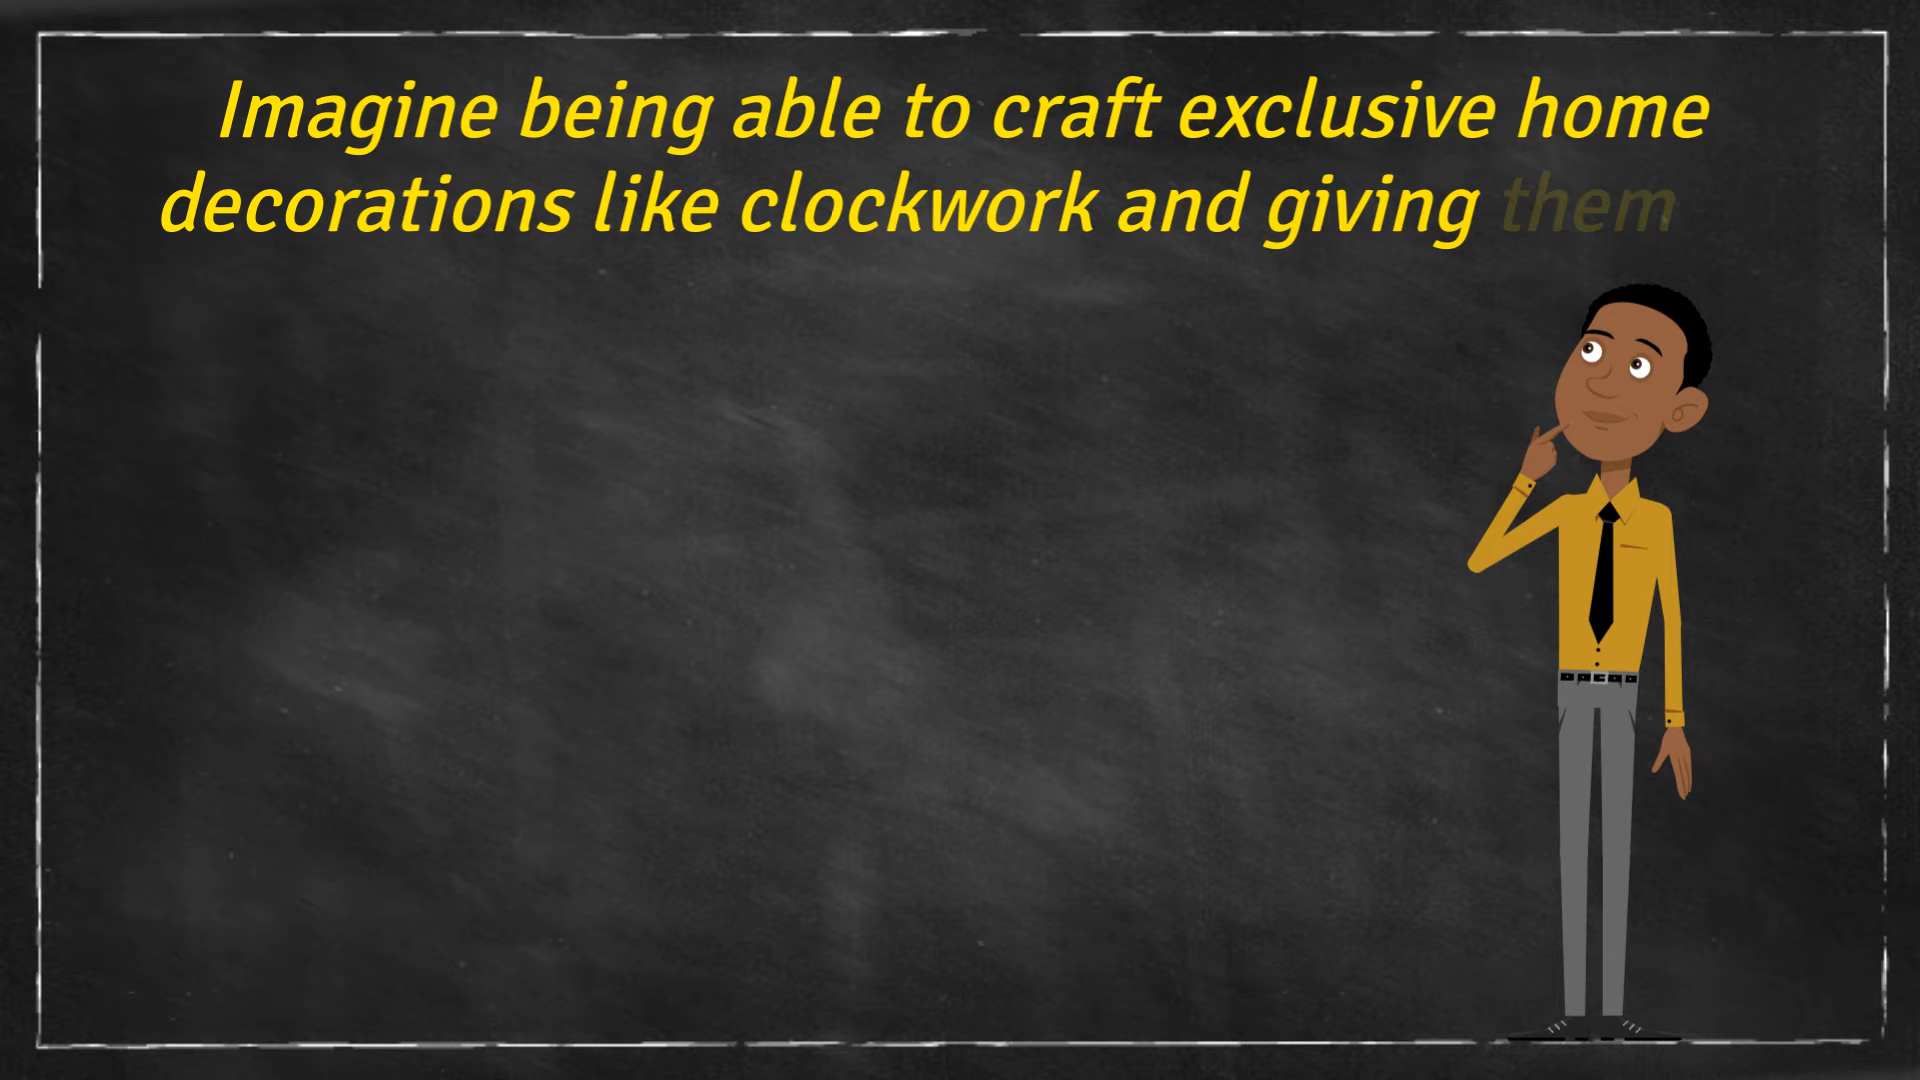 Imagine being able to craft exclusive home
decorations like clockwork and giving them